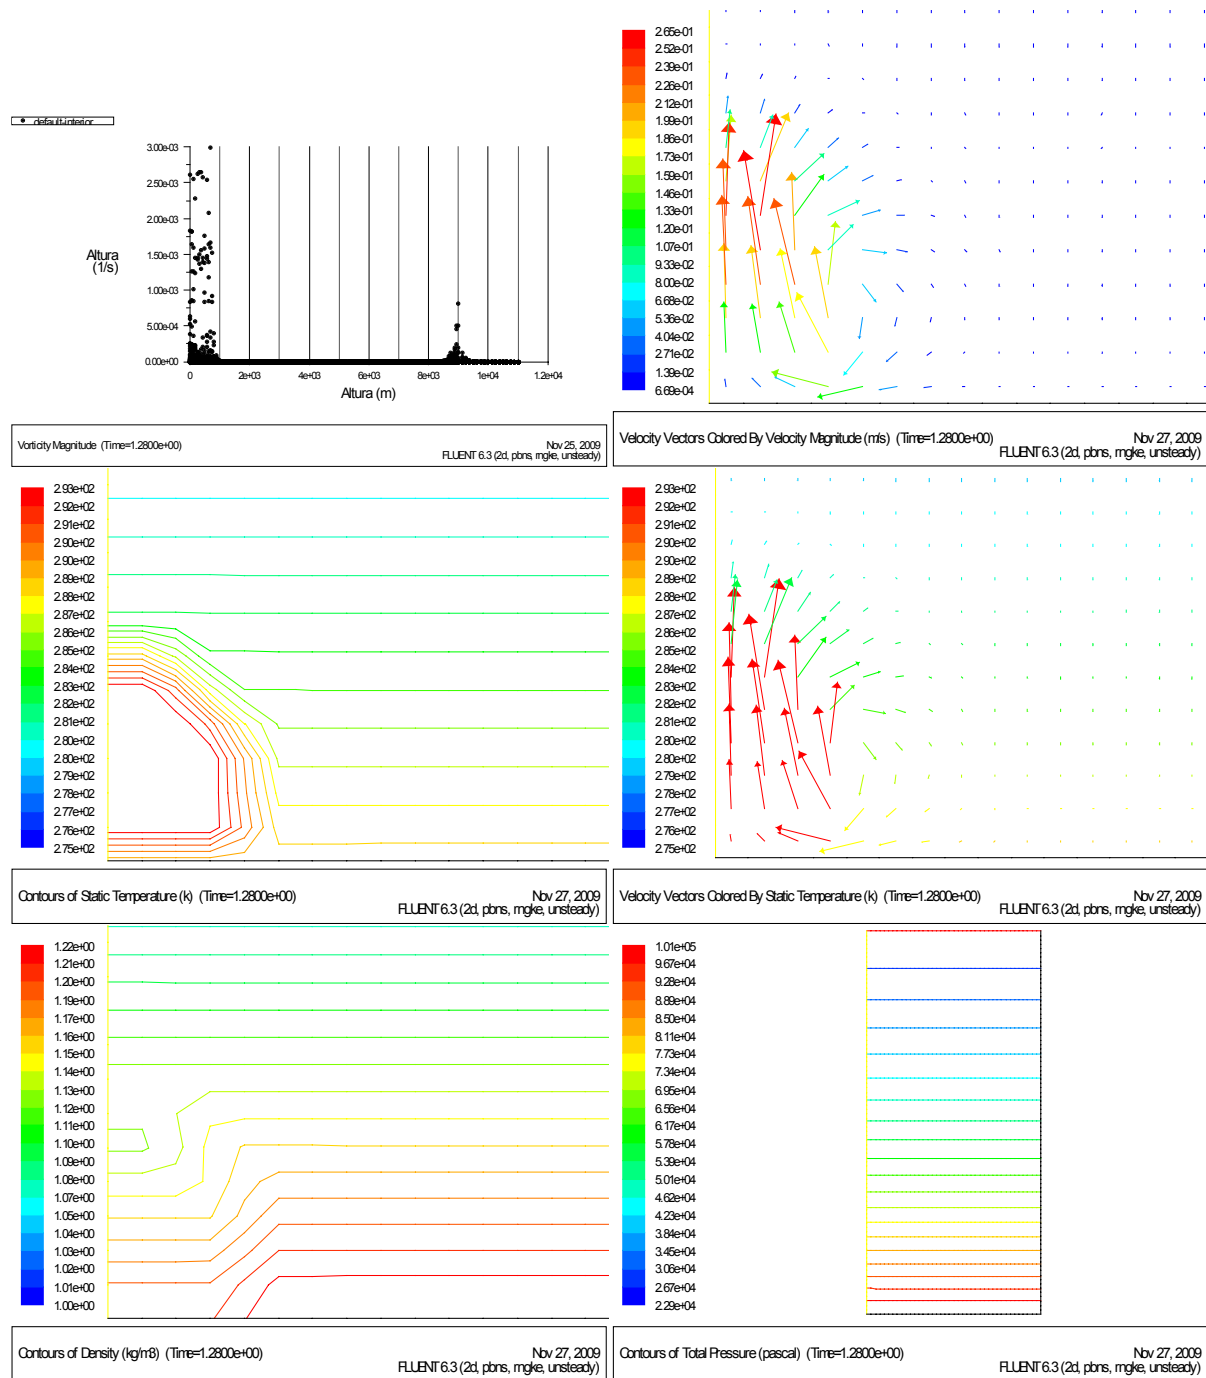 default-interior
3.00e-03
2.50e-03
2.00e-03
1.50e-03
1.00e-03
5.00e-04
0.00e+00
Altura
(1/s)
0
2e+03
4e+03
6e+03
8e+03
1e+04
1.2e+04
Altura (m)
Vorticity Magnitude (Time=1.2800e+00)
Nov 25, 2009
FLUENT 6.3 (2d, pbns, rngke, unsteady)
2.65e-01
2.52e-01
2.39e-01
2.26e-01
2.12e-01
1.99e-01
1.86e-01
1.73e-01
1.59e-01
1.46e-01
1.33e-01
1.20e-01
1.07e-01
9.33e-02
8.00e-02
6.68e-02
5.36e-02
4.04e-02
2.71e-02
1.39e-02
6.69e-04
Velocity Vectors Colored By Velocity Magnitude (m/s) (Time=1.2800e+00)
Nov 27, 2009
FLUENT 6.3 (2d, pbns, rngke, unsteady)
2.93e+02
2.92e+02
2.91e+02
2.90e+02
2.90e+02
2.89e+02
2.88e+02
2.87e+02
2.86e+02
2.85e+02
2.84e+02
2.83e+02
2.82e+02
2.81e+02
2.80e+02
2.80e+02
2.79e+02
2.78e+02
2.77e+02
2.76e+02
2.75e+02
Contours of Static Temperature (k) (Time=1.2800e+00)
Nov 27, 2009
FLUENT 6.3 (2d, pbns, rngke, unsteady)
2.93e+02
2.92e+02
2.91e+02
2.90e+02
2.90e+02
2.89e+02
2.88e+02
2.87e+02
2.86e+02
2.85e+02
2.84e+02
2.83e+02
2.82e+02
2.81e+02
2.80e+02
2.80e+02
2.79e+02
2.78e+02
2.77e+02
2.76e+02
2.75e+02
Velocity Vectors Colored By Static Temperature (k) (Time=1.2800e+00)
Nov 27, 2009
FLUENT 6.3 (2d, pbns, rngke, unsteady)
1.22e+00
1.21e+00
1.20e+00
1.19e+00
1.17e+00
1.16e+00
1.15e+00
1.14e+00
1.13e+00
1.12e+00
1.11e+00
1.10e+00
1.09e+00
1.08e+00
1.07e+00
1.05e+00
1.04e+00
1.03e+00
1.02e+00
1.01e+00
1.00e+00
Contours of Density (kg/m3) (Time=1.2800e+00)
Nov 27, 2009
FLUENT 6.3 (2d, pbns, rngke, unsteady)
1.01e+05
9.67e+04
9.28e+04
8.89e+04
8.50e+04
8.11e+04
7.73e+04
7.34e+04
6.95e+04
6.56e+04
6.17e+04
5.78e+04
5.39e+04
5.01e+04
4.62e+04
4.23e+04
3.84e+04
3.45e+04
3.06e+04
2.67e+04
2.29e+04
Contours of Total Pressure (pascal) (Time=1.2800e+00)
Nov 27, 2009
FLUENT 6.3 (2d, pbns, rngke, unsteady)